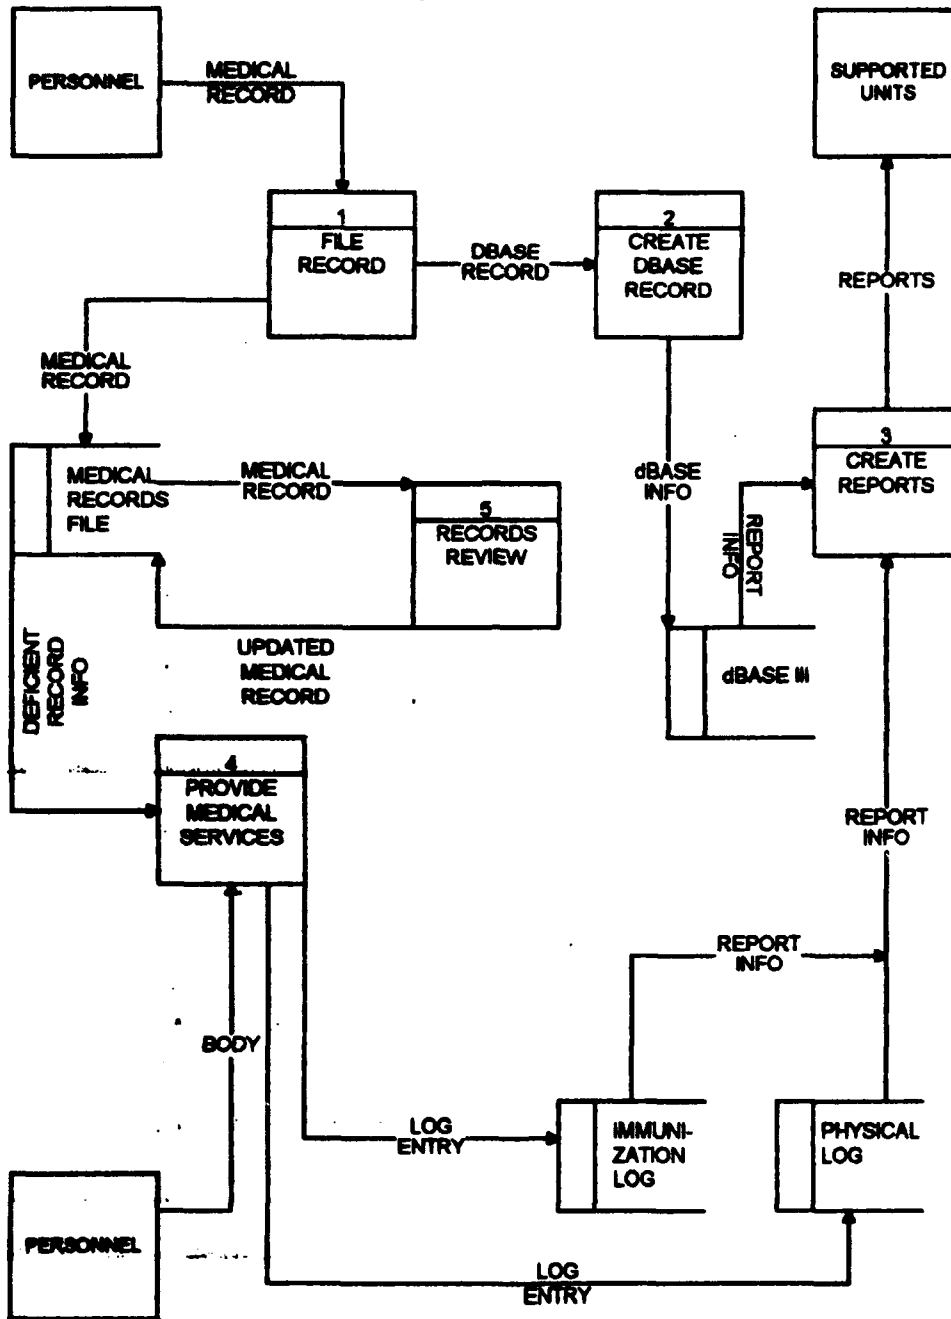 PERSONNEL
MEDICAL
RECORD
SUPPORTED
UNITS
1
FILE
RECORD
DBASE
RECORD
2
CREATE
DBASE
RECORD
REPORTS
MEDICAL
RECORD
MEDICAL
RECORDS
FILE
MEDICAL
RECORD
5
RECORDS
REVIEW
dBASE
INFO
3
CREATE
REPORTS
REPORT
INFO
UPDATED
MEDICAL
RECORD
dBASE III
DEFICIENT
RECORD
INFO
4
PROVIDE
MEDICAL
SERVICES
REPORT
INFO
REPORT
INFO
BODY
LOG
ENTRY
IMMUNI-
ZATION
LOG
PHYSICAL
LOG
PERSONNEL
LOG
ENTRY